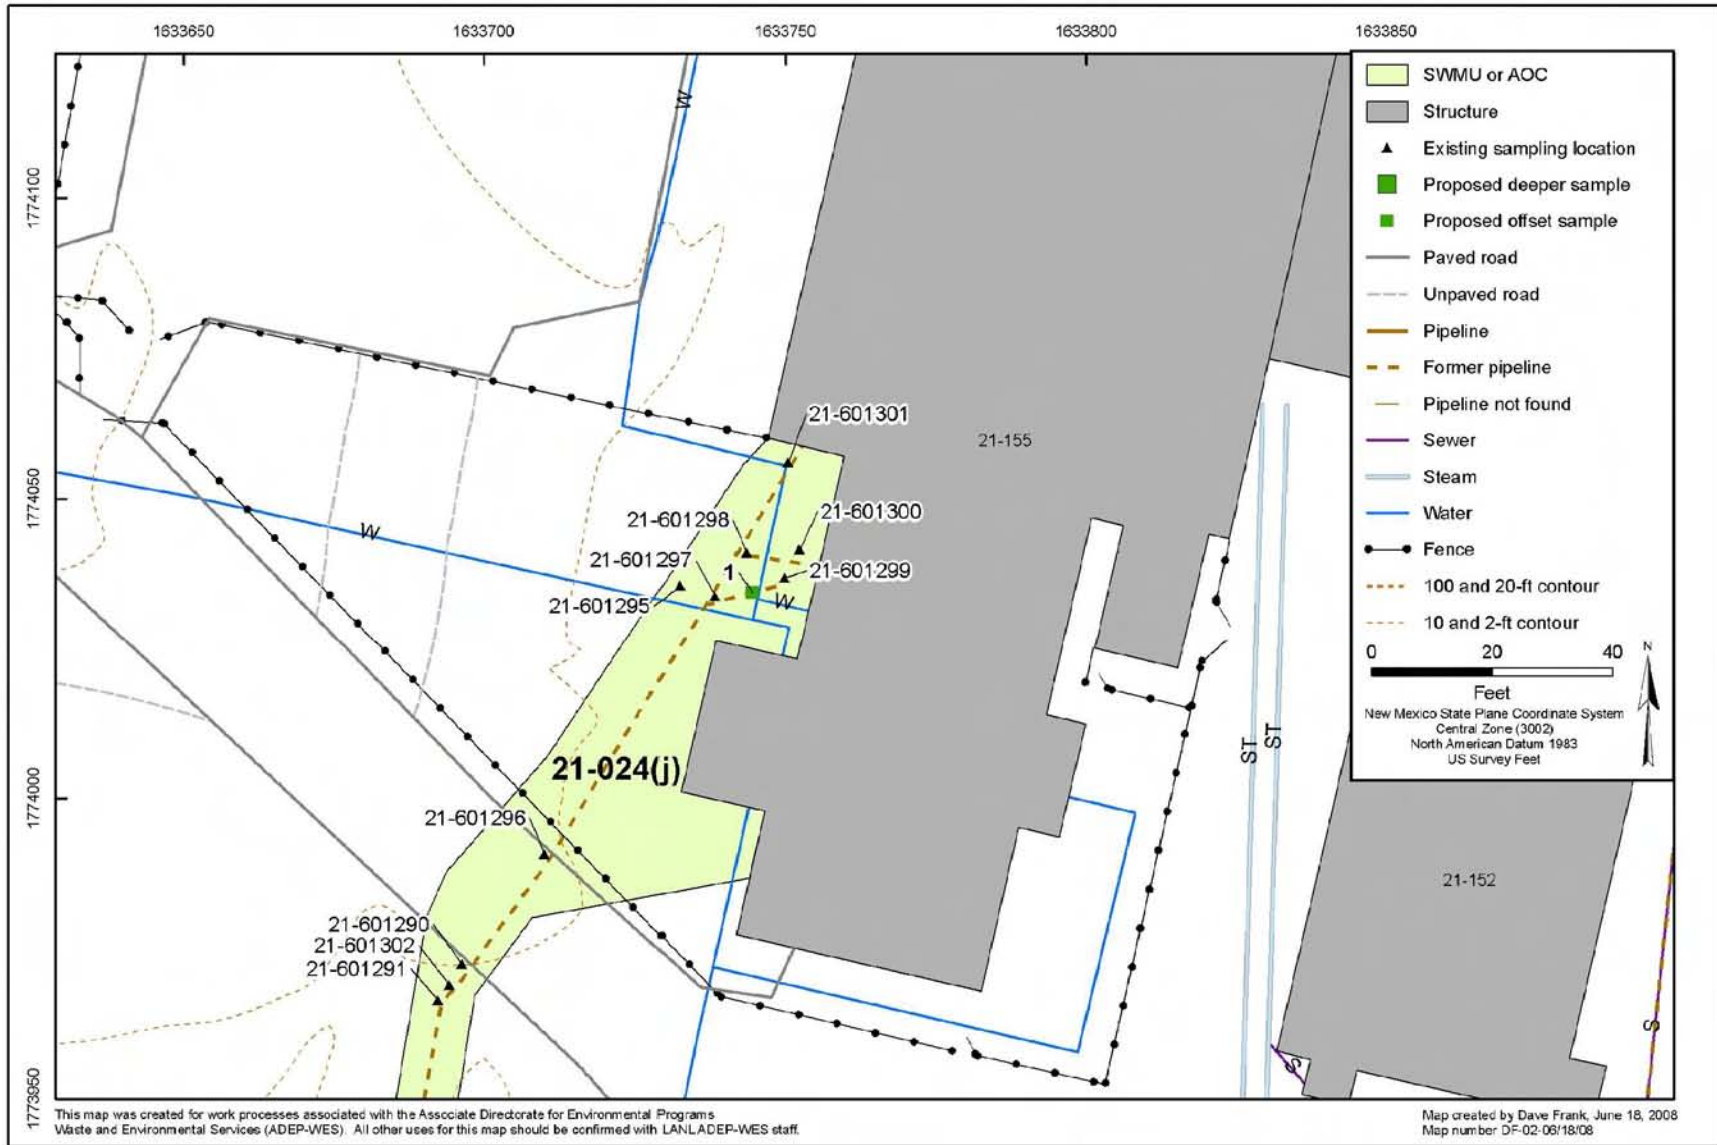 1633650
1633700
1633750
1633800
1633850
1774100
1774050
1774000
1773950
W
W
W
21-601301
21-155
21-601298
21-601300
21-601297
1
21-601299
21-601295
21-024(j)
21-601296
21-601290
21-601302
21-601291
ST
ST
21-152
S
S
SWMU or AOC
Structure
Existing sampling location
Proposed deeper sample
Proposed offset sample
Paved road
Unpaved road
Pipeline
Former pipeline
Pipeline not found
Sewer
Steam
Water
Fence
100 and 20-ft contour
10 and 2-ft contour
0 20 40
N
Feet
New Mexico State Plane Coordinate System
Central Zone (3002)
North American Datum 1983
US Survey Feet
This map was created for work processes associated with the Associate Directorate for Environmental Programs
Waste and Environmental Services (ADEP-WES). All other uses for this map should be confirmed with LANL ADEP-WES staff.
Map created by Dave Frank, June 18, 2008
Map number DF-02-06/18/08